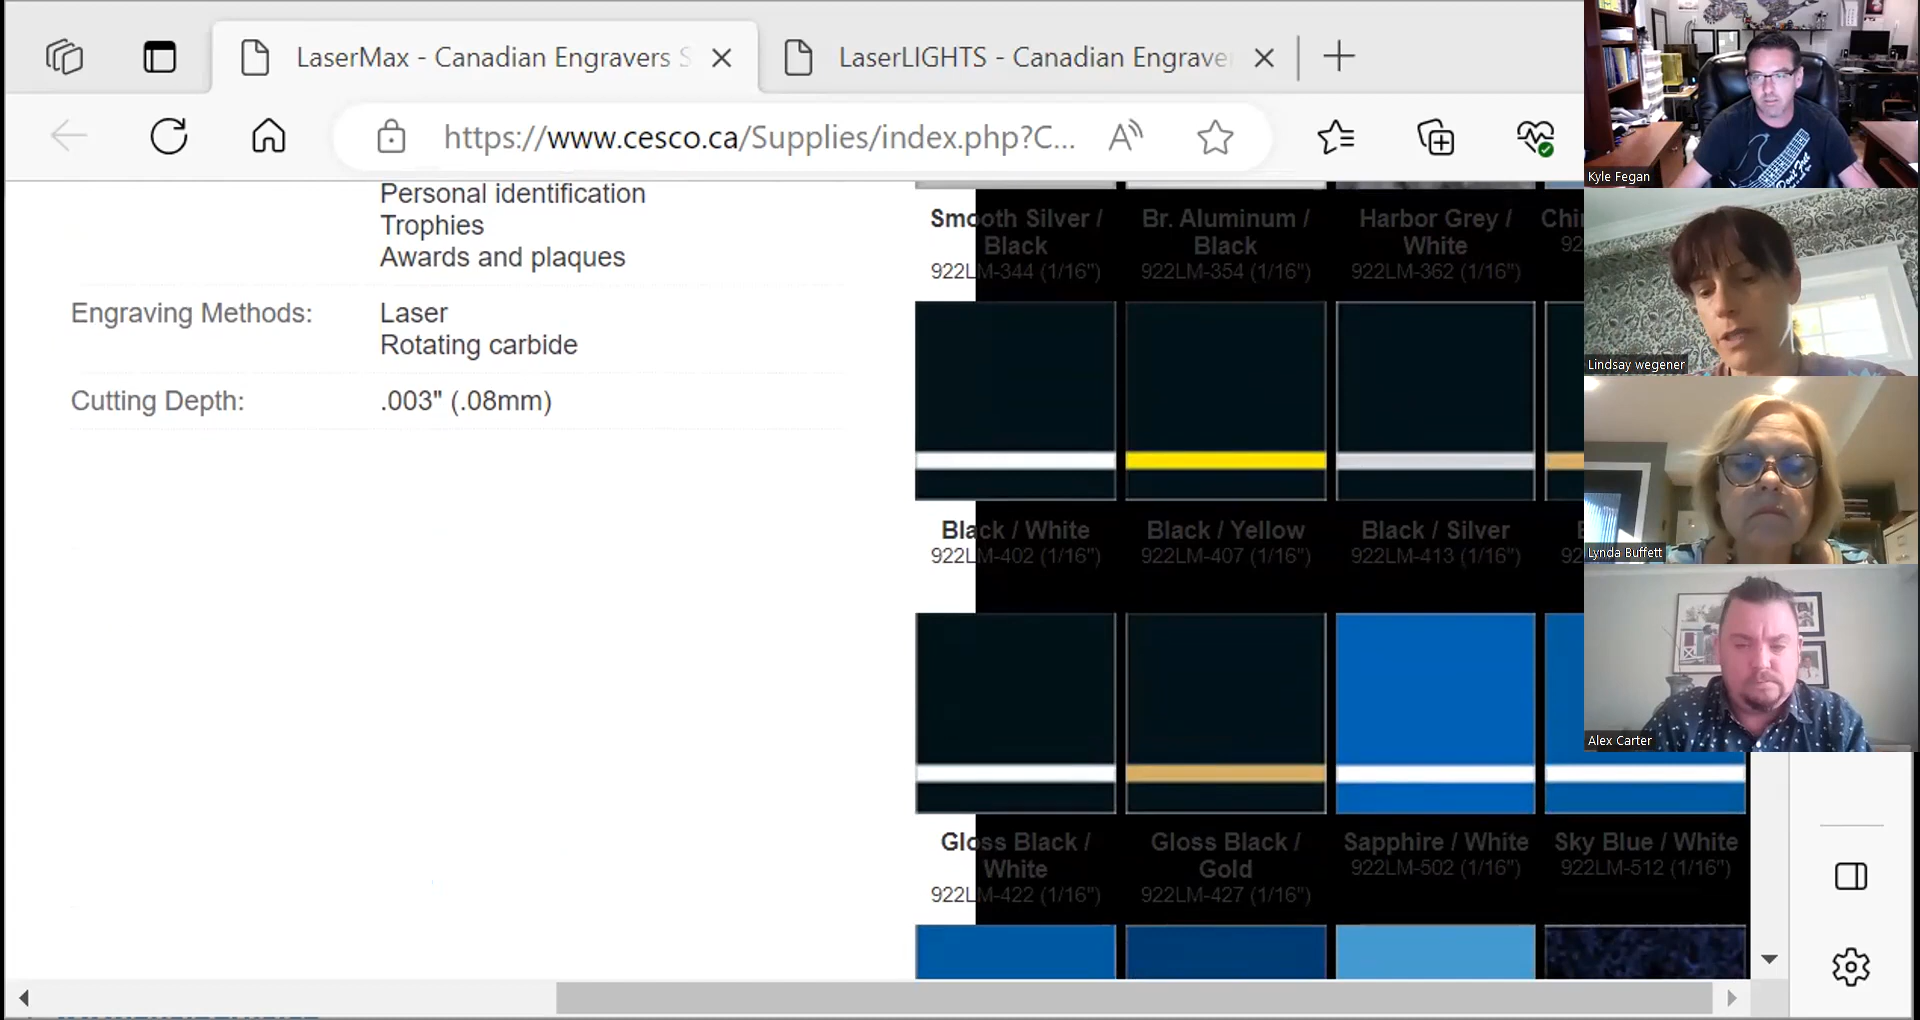 LaserMax - Canadian Engravers S
LaserLIGHTS - Canadian Engrave
https://www.cesco.ca/Supplies/index.php?C...
Personal identification
Trophies
Awards and plaques
Engraving Methods:
Laser
Rotating carbide
Cutting Depth:
.003" (.08mm)
Smooth Silver /
Black
922LM-344 (1/16")
Br. Aluminum /
Black
922LM-354 (1/16")
Harbor Grey /
White
922LM-362 (1/16")
Chi
92
Black / White
922LM-402 (1/16")
Black / Yellow
922LM-407 (1/16")
Black / Silver
922LM-413 (1/16")
92
Gloss Black /
White
922LM-422 (1/16")
Gloss Black /
Gold
922LM-427 (1/16")
Sapphire / White
922LM-502 (1/16")
Sky Blue / White
922LM-512 (1/16")
Kyle Fegan
Lindsay wegener
Lynda Buffett
Alex Carter